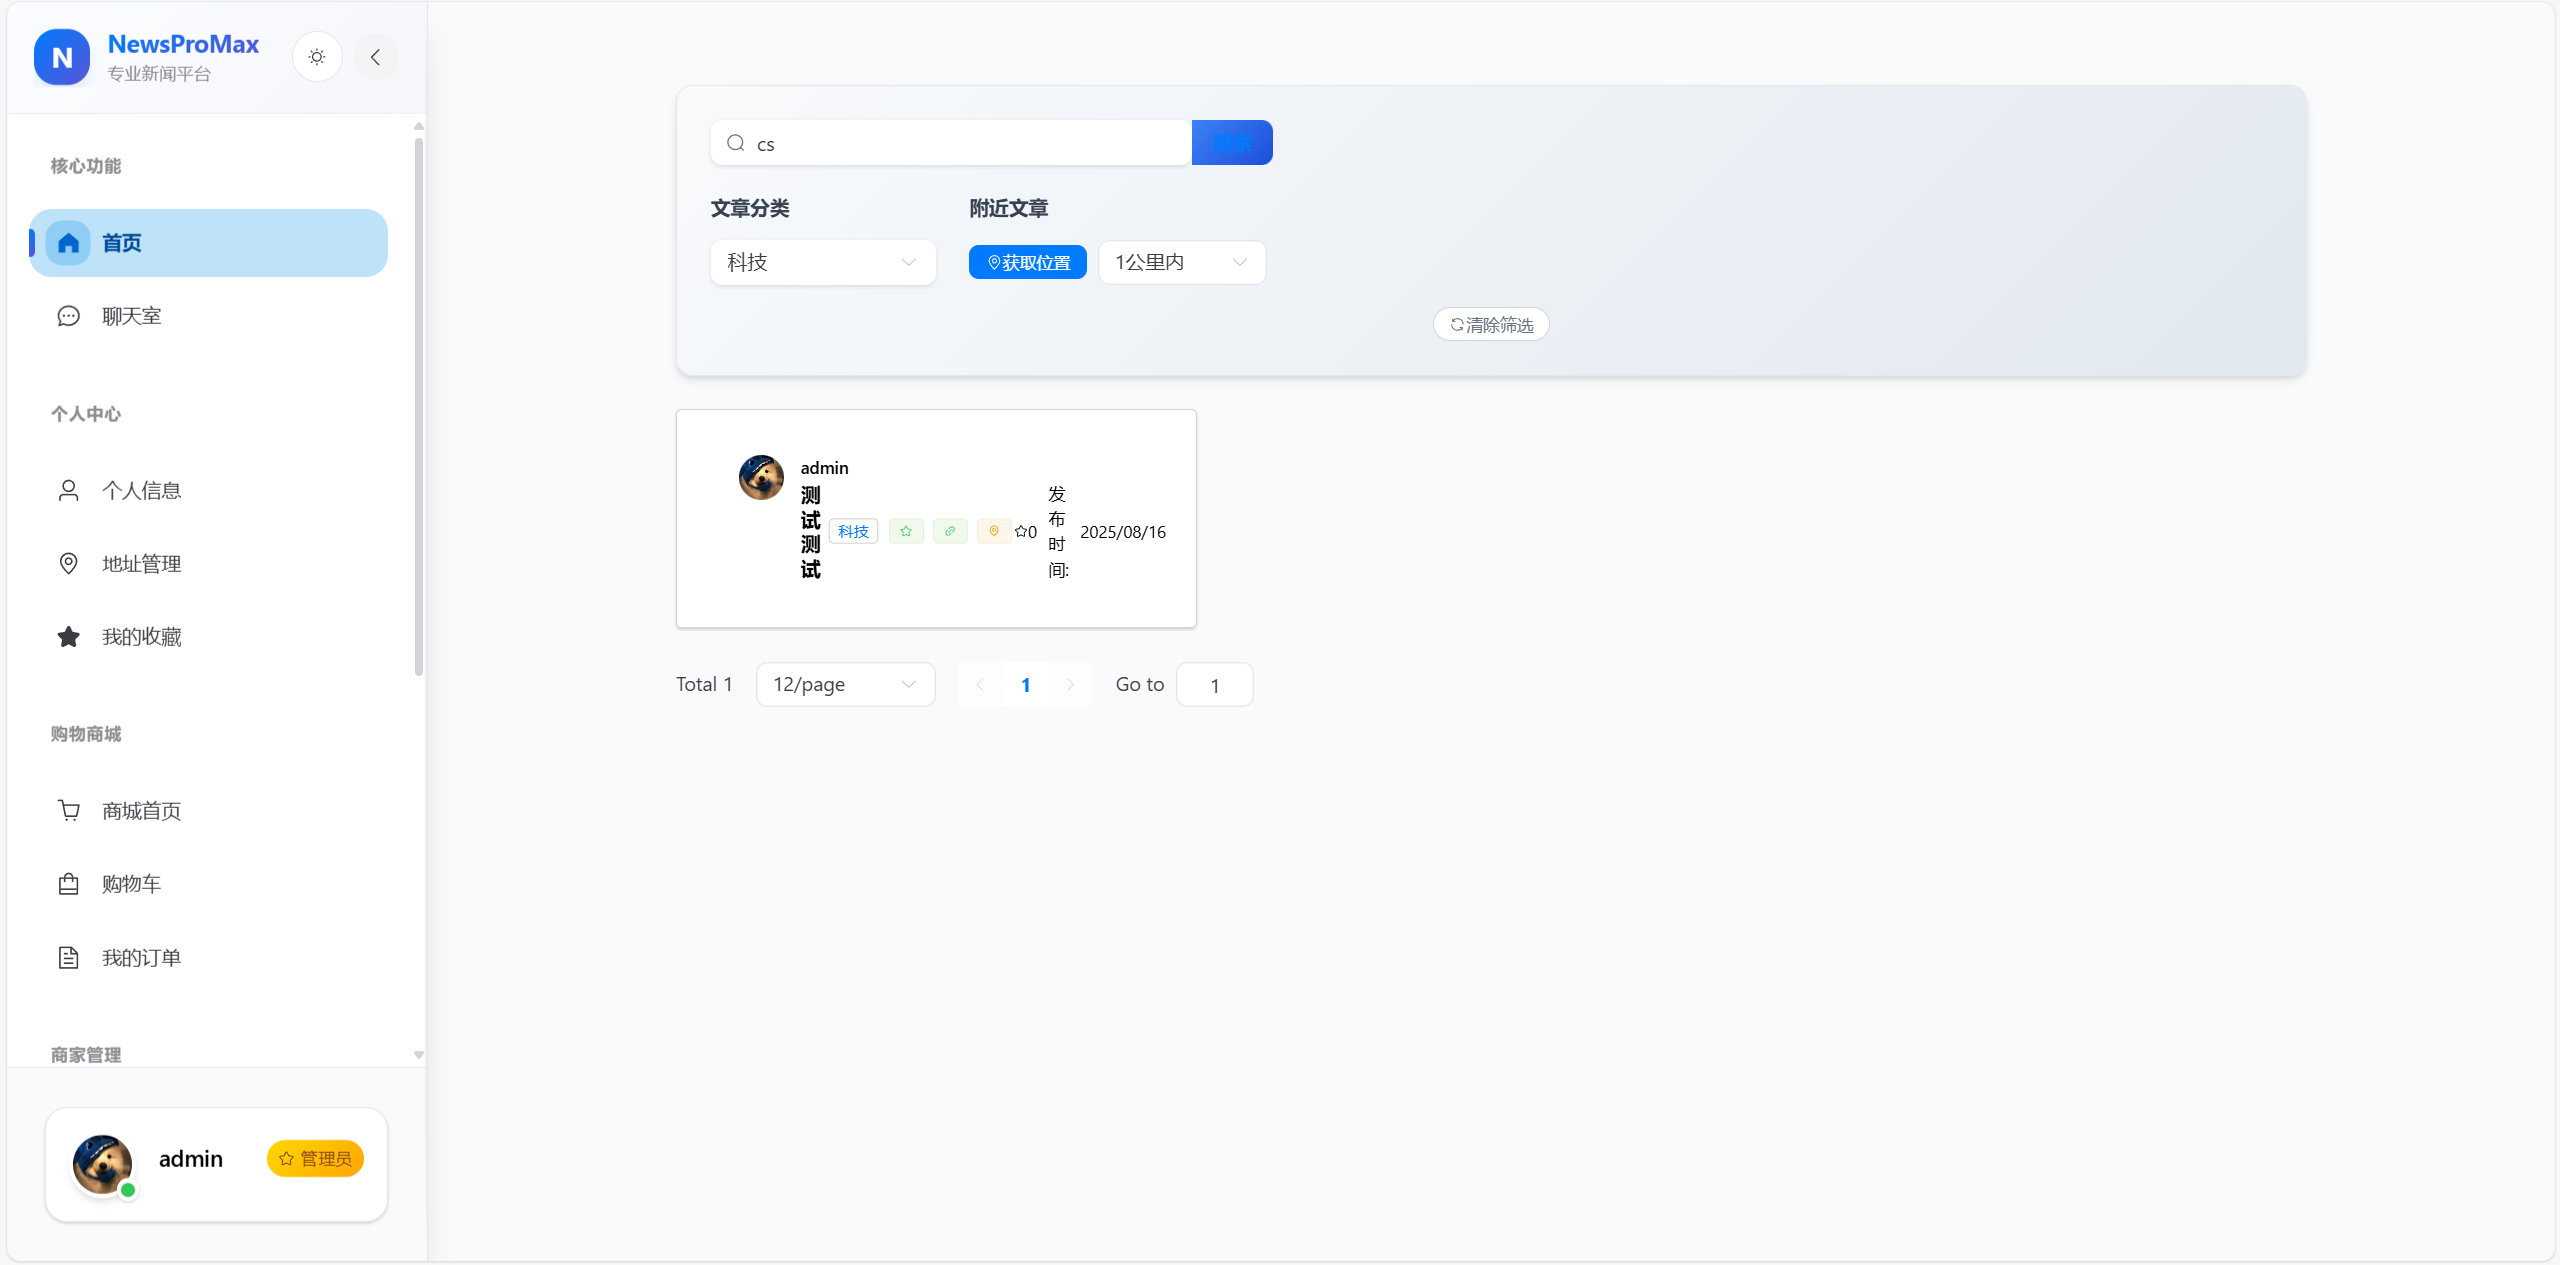 N
NewsProMax
专业新闻平台
核心功能
首页
聊天室
个人中心
个人信息
地址管理
我的收藏
购物商城
商城首页
购物车
我的订单
商家管理
admin
管理员
cs
搜索
文章分类
附近文章
科技
获取位置
1公里内
清除筛选
admin
测试测试
科技
0
发布时间:
2025/08/16
Total 1
12/page
1
Go to
1